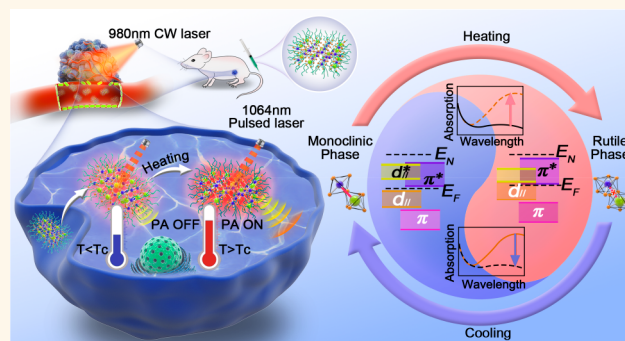 980nm CW laser
1064nm
Pulsed laser
Heating
PA OFF PA ON
T<Tc
T>Tc
Heating
Monoclinic
Phase
Rutile
Phase
Absorption
Wavelength
E_N
d*//
π*
E_F
d//
π
E_N
π*
E_F
d//
π
Absorption
Wavelength
Cooling